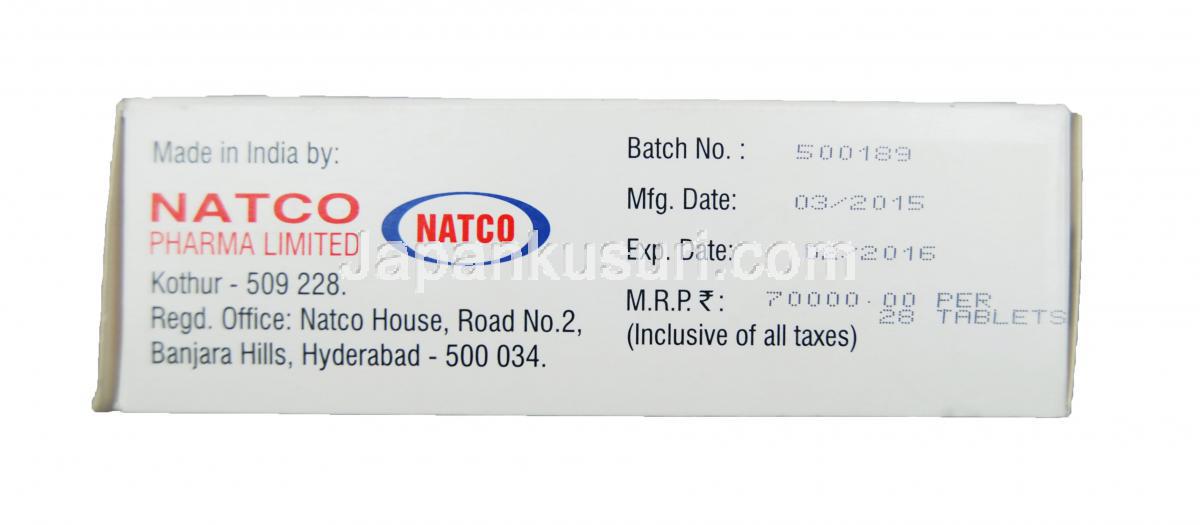 Made in India by:
NATCO
PHARMA LIMITED
NATCO
Kothur - 509 228.
Regd. Office: Natco House, Road No.2,
Banjara Hills, Hyderabad - 500 034.
Batch No. : 500189
Mfg. Date: 03/2015
Exp. Date: 02/2016
M.R.P. ₹ : 70000.00 PER
28 TABLETS
(Inclusive of all taxes)
Japankusuri.com